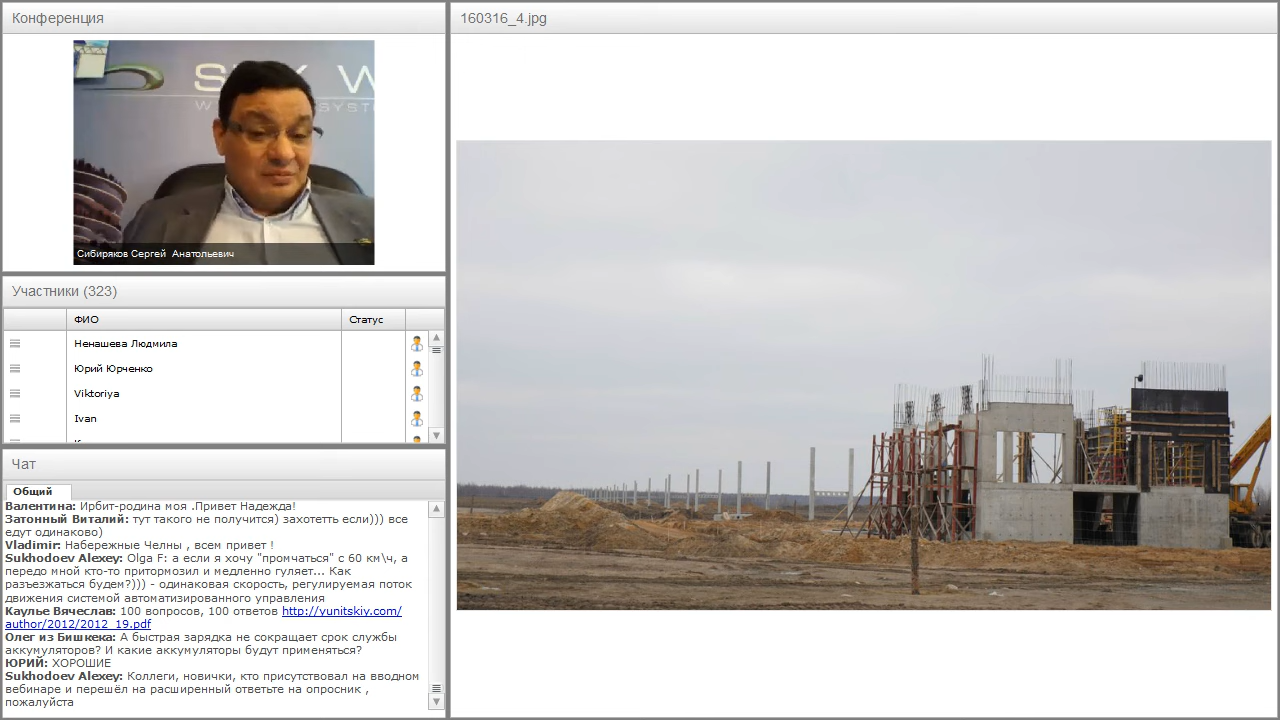 Конференция
160316_4.jpg
Сибиряков Сергей Анатольевич
Участники (323)
ФИО
Статус
Ненашева Людмила
Юрий Юрченко
Viktoriya
Ivan
Чат
Общий
Валентина: Ирбит-родина моя .Привет Надежда!
Затонный Виталий: тут такого не получится) захотетть если))) все
едут одинаково)
Vladimir: Набережные Челны , всем привет !
Sukhodoev Alexey: Olga F: а если я хочу "промчаться" с 60 км\ч, а
передо мной кто-то притормозил и медленно гуляет... Как
разъезжаться будем?))) - одинаковая скорость, регулируемая поток
движения системой автоматизированного управления
Каулье Вячеслав: 100 вопросов, 100 ответов http://yunitskiy.com/
author/2012/2012_19.pdf
Олег из Бишкека: А быстрая зарядка не сокращает срок службы
аккумуляторов? И какие аккумуляторы будут применяться?
ЮРИЙ: ХОРОШИЕ
Sukhodoev Alexey: Коллеги, новички, кто присутствовал на вводном
вебинаре и перешёл на расширенный ответьте на опросник ,
пожалуйста